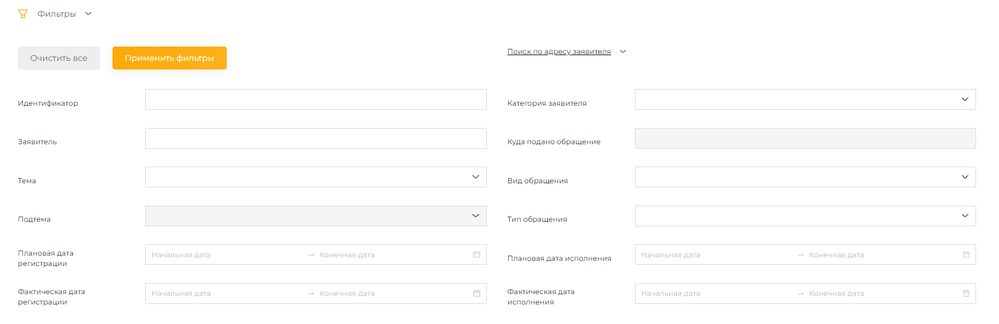 Фильтры
Очистить все
Применить фильтры
Поиск по адресу заявителя
Идентификатор
Категория заявителя
Заявитель
Куда подано обращение
Тема
Вид обращения
Подтема
Тип обращения
Плановая дата
регистрации
Начальная дата → Конечная дата
Плановая дата исполнения
Начальная дата → Конечная дата
Фактическая дата
регистрации
Начальная дата → Конечная дата
Фактическая дата
исполнения
Начальная дата → Конечная дата